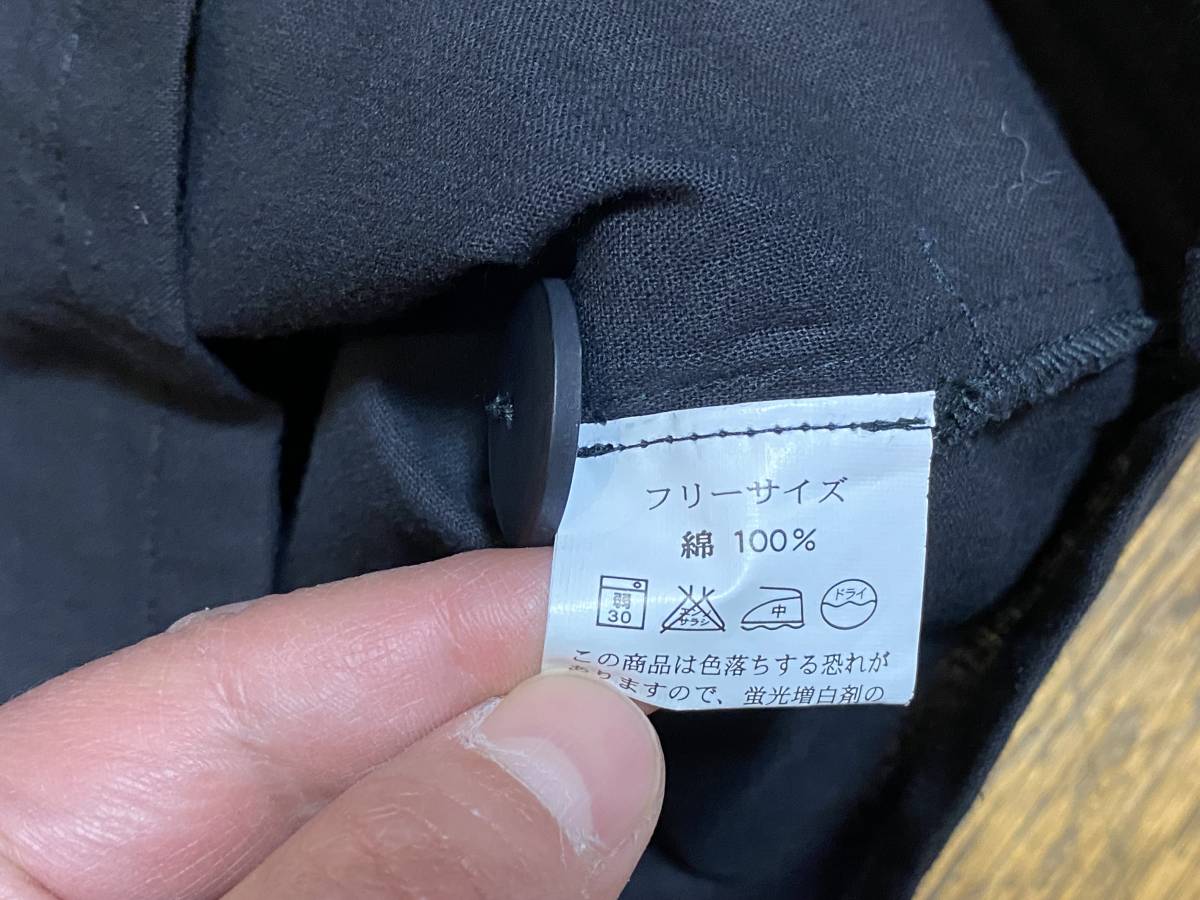 フリーサイズ
綿 100%
弱
30
エンソ
サラシ
中
ドライ
この商品は色落ちする恐れが
ありますので、蛍光増白剤の